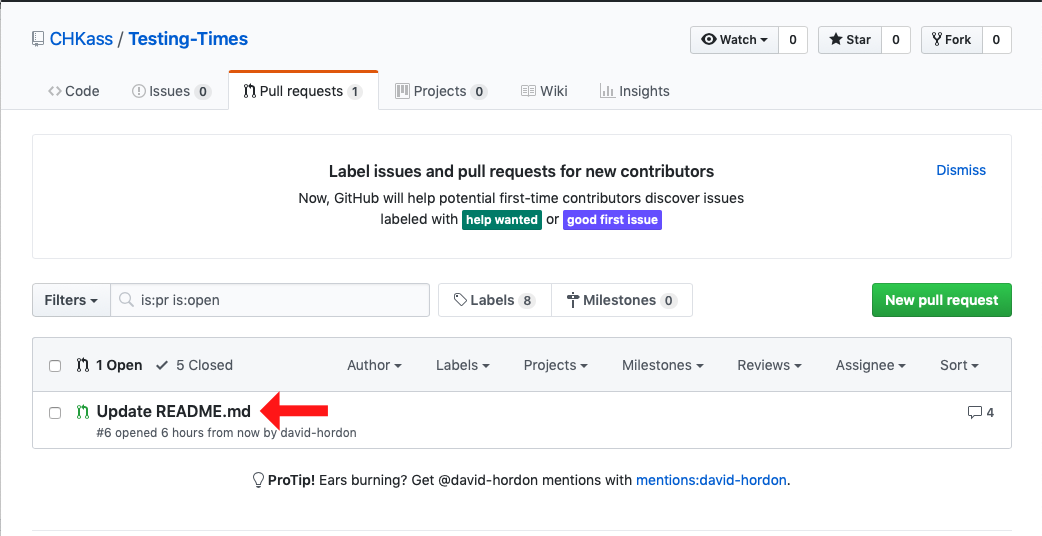 CHKass / Testing-Times
Watch 0 Star 0 Fork 0
Code Issues 0 Pull requests 1 Projects 0 Wiki Insights
Label issues and pull requests for new contributors
Dismiss
Now, GitHub will help potential first-time contributors discover issues
labeled with help wanted or good first issue
Filters is:pr is:open Labels 8 Milestones 0 New pull request
1 Open 5 Closed Author Labels Projects Milestones Reviews Assignee Sort
Update README.md 4
#6 opened 6 hours from now by david-hordon
ProTip! Ears burning? Get @david-hordon mentions with mentions:david-hordon.